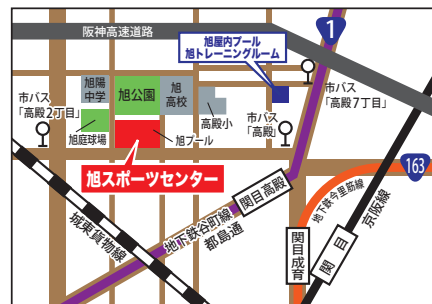 阪神高速道路
旭屋内プール
旭トレーニングルーム
1
旭陽
中学
旭公園
旭
高校
市バス
「高殿2丁目」
高殿小
市バス
「高殿」
市バス
「高殿7丁目」
旭庭球場
旭プール
旭スポーツセンター
163
関目高殿
地下鉄谷町線
都島通
城東貨物線
地下鉄今里筋線
京阪線
関目成育
関目